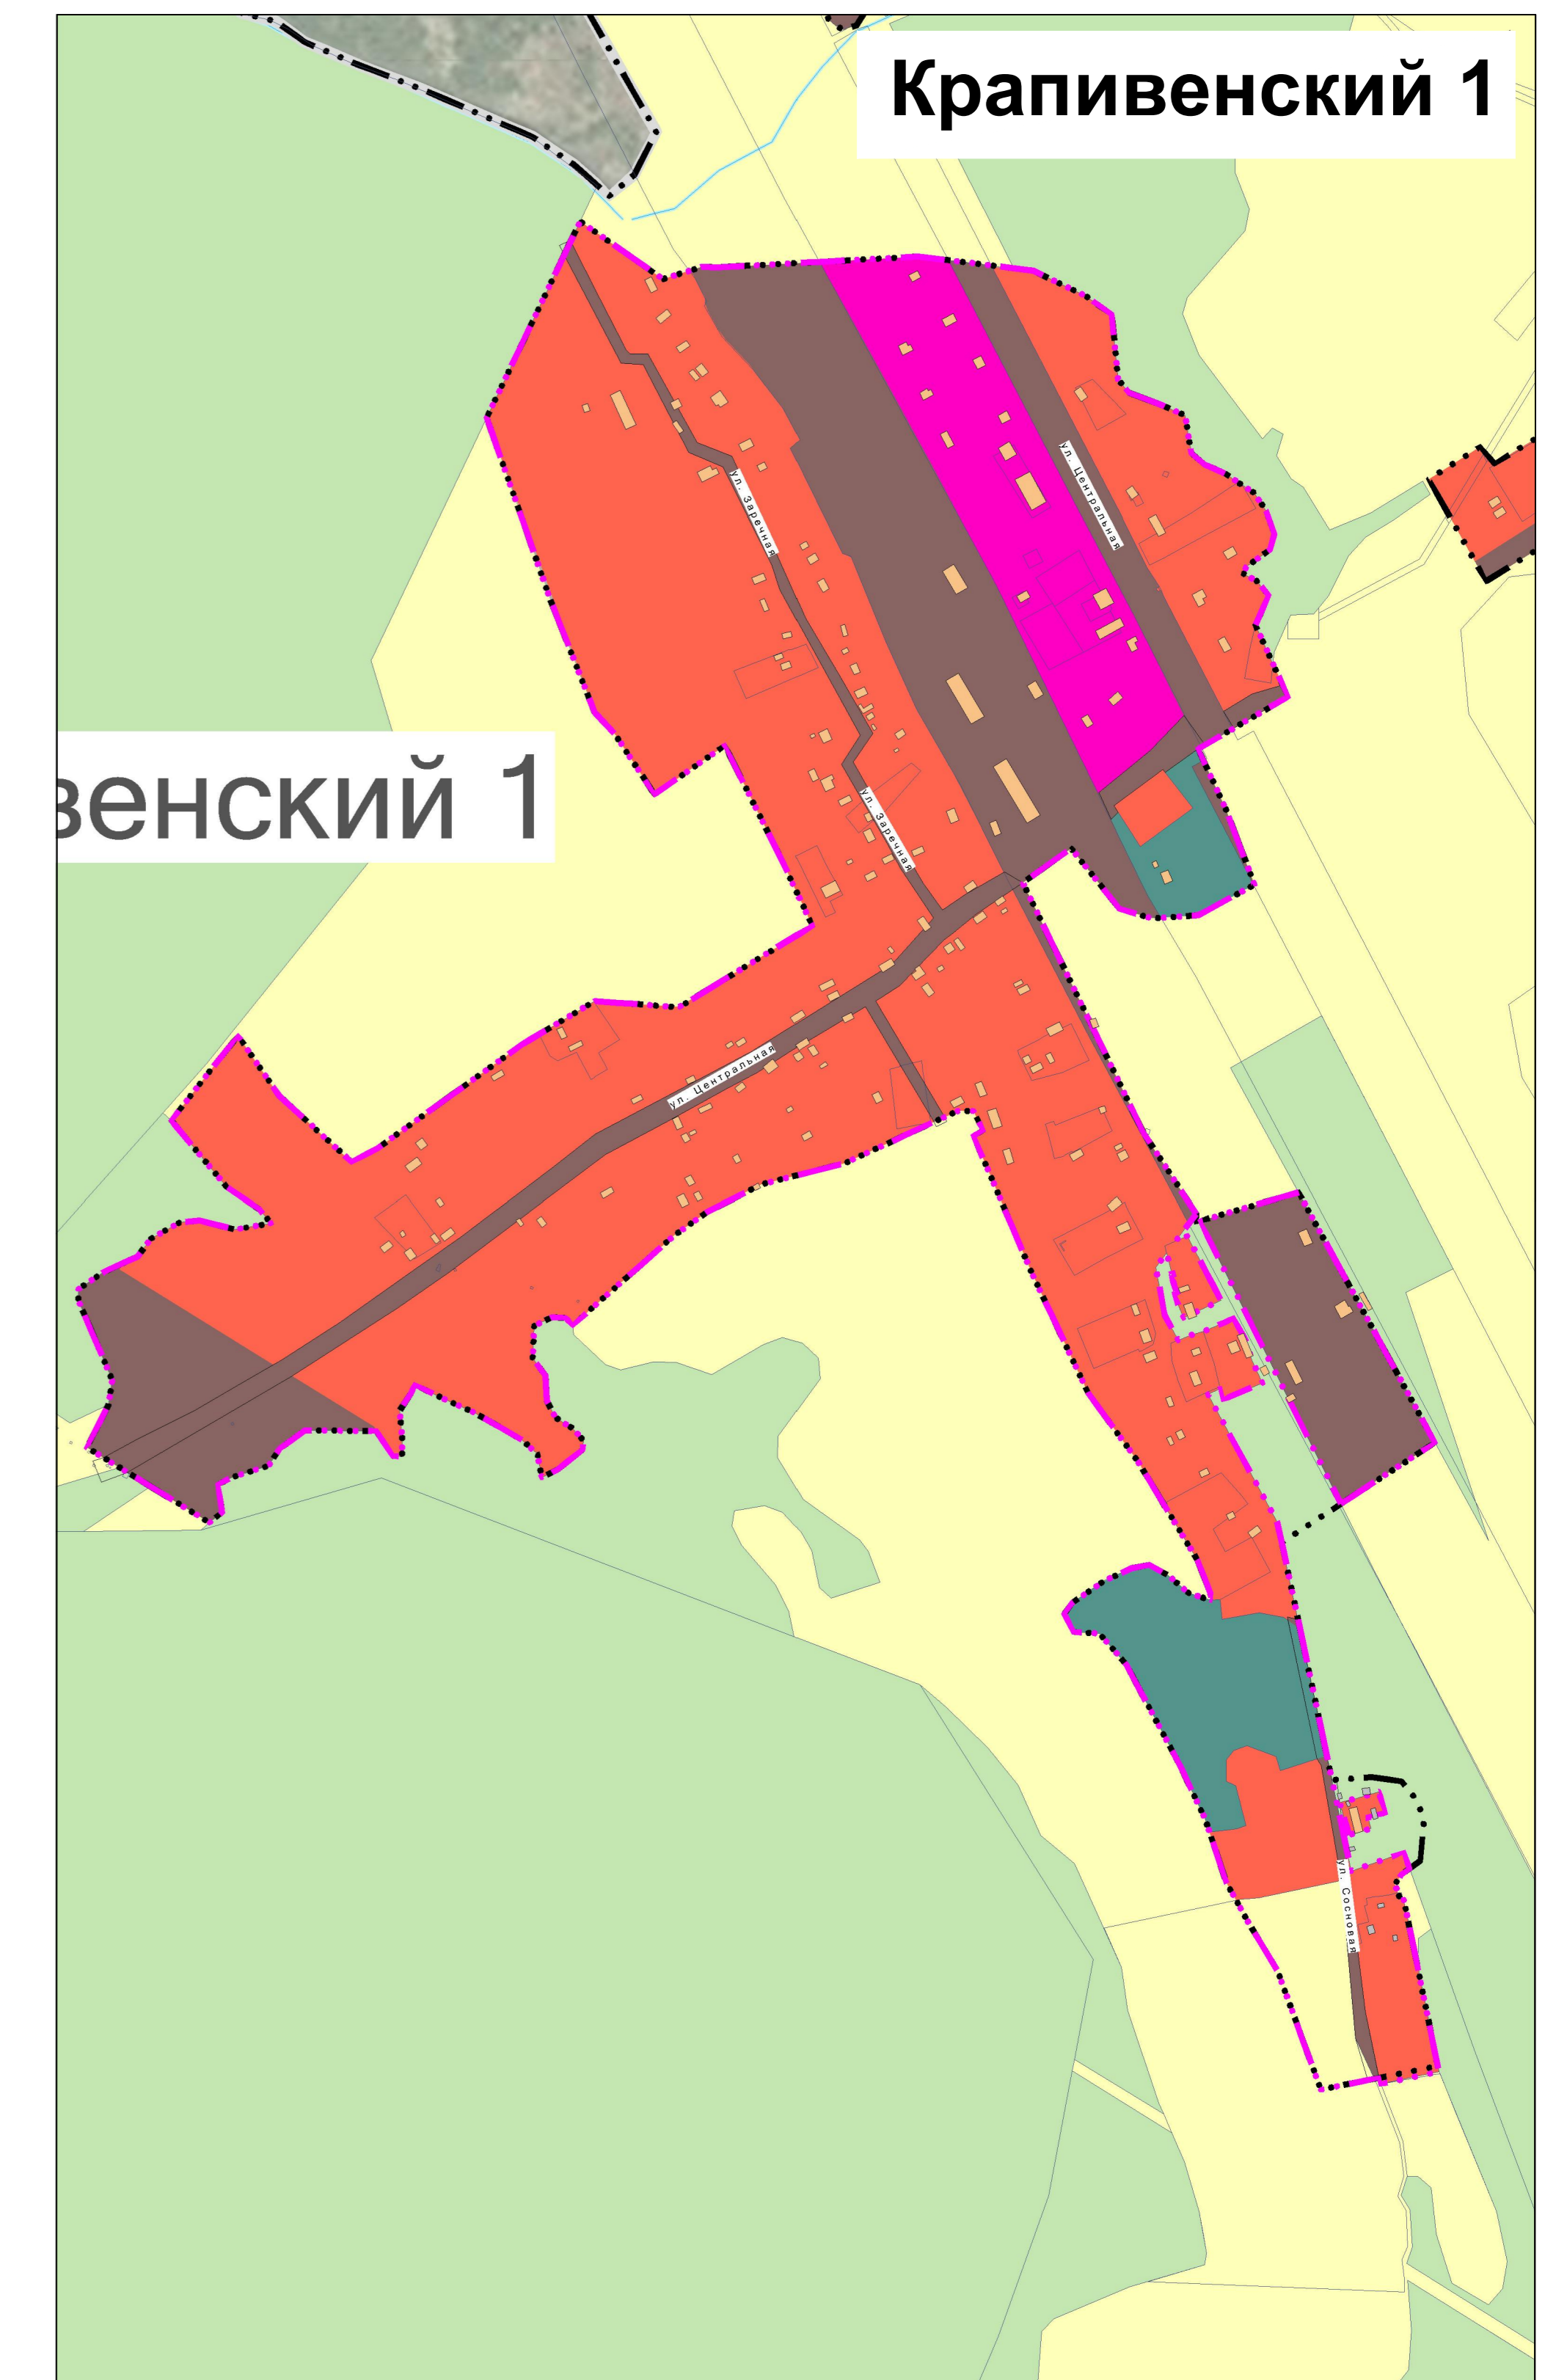 Крапивенский 1
ул. Центральная
ул. Заречная
венский 1
ул. Заречная
ул. Центральная
ул. Сосновая